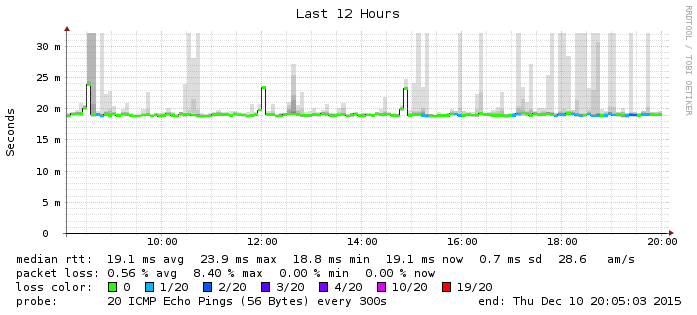 Last 12 Hours
RRDTOOL / TOBI OETIKER
Seconds
30 m
25 m
20 m
15 m
10 m
5 m
0
10:00 12:00 14:00 16:00 18:00 20:00
median rtt: 19.1 ms avg 23.9 ms max 18.8 ms min 19.1 ms now 0.7 ms sd 28.6 am/s
packet loss: 0.56 % avg 8.40 % max 0.00 % min 0.00 % now
loss color: 0 1/20 2/20 3/20 4/20 10/20 19/20
probe: 20 ICMP Echo Pings (56 Bytes) every 300s end: Thu Dec 10 20:05:03 2015